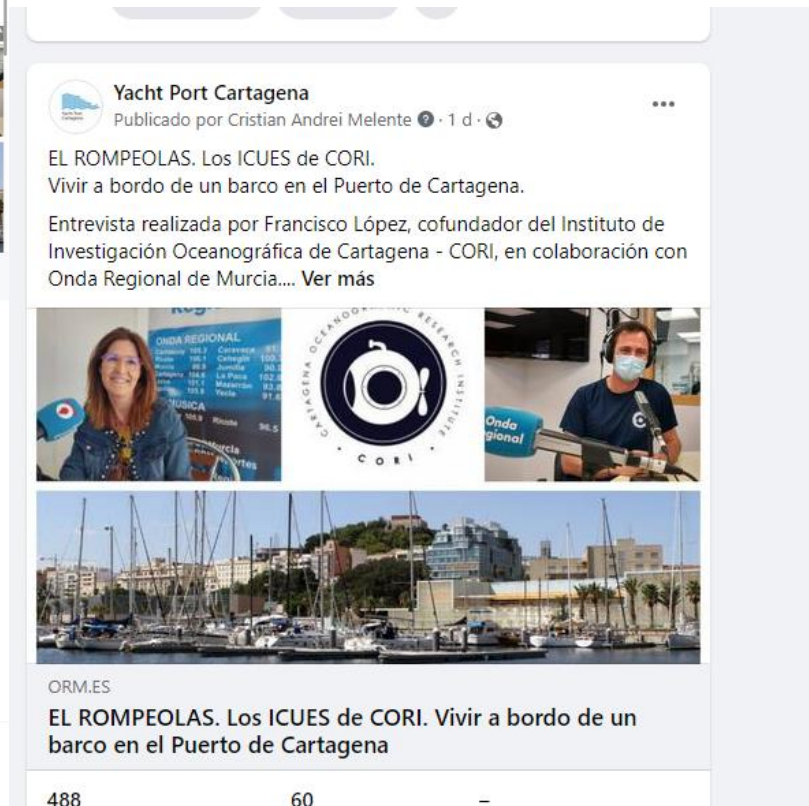 Yacht Port Cartagena
Publicado por Cristian Andrei Melente · 1 d ·
EL ROMPEOLAS. Los ICUES de CORI.
Vivir a bordo de un barco en el Puerto de Cartagena.
Entrevista realizada por Francisco López, cofundador del Instituto de
Investigación Oceanográfica de Cartagena - CORI, en colaboración con
Onda Regional de Murcia.... Ver más
ONDA REGIONAL
CARTAGENA OCEANOGRAPHIC RESEARCH INSTITUTE
· CORI ·
Onda
ORM.ES
EL ROMPEOLAS. Los ICUES de CORI. Vivir a bordo de un
barco en el Puerto de Cartagena
488 60 –